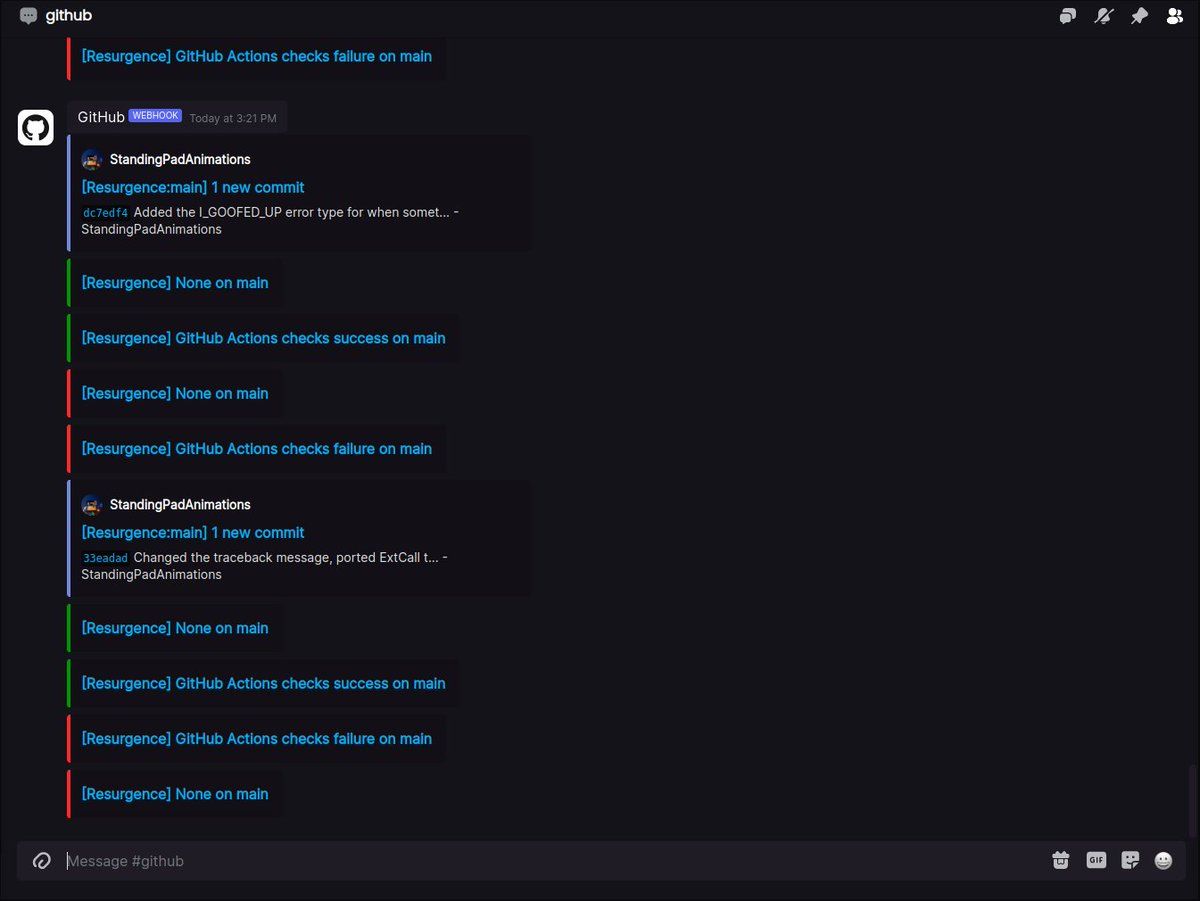 github
[Resurgence] GitHub Actions checks failure on main
GitHub WEBHOOK Today at 3:21 PM
StandingPadAnimations
[Resurgence:main] 1 new commit
dc7edf4 Added the I_GOOFED_UP error type for when somet... -
StandingPadAnimations
[Resurgence] None on main
[Resurgence] GitHub Actions checks success on main
[Resurgence] None on main
[Resurgence] GitHub Actions checks failure on main
StandingPadAnimations
[Resurgence:main] 1 new commit
33eadad Changed the traceback message, ported ExtCall t... -
StandingPadAnimations
[Resurgence] None on main
[Resurgence] GitHub Actions checks success on main
[Resurgence] GitHub Actions checks failure on main
[Resurgence] None on main
Message #github
GIF